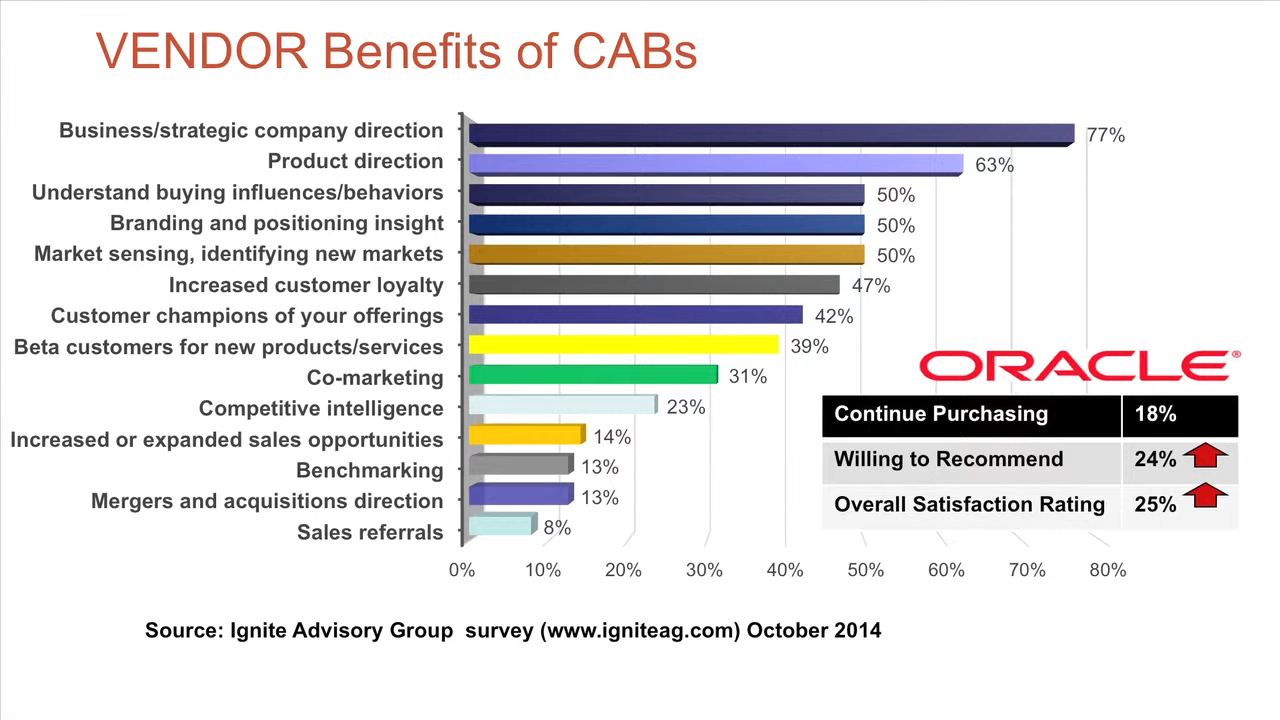 VENDOR Benefits of CABs
Business/strategic company direction 77%
Product direction 63%
Understand buying influences/behaviors 50%
Branding and positioning insight 50%
Market sensing, identifying new markets 50%
Increased customer loyalty 47%
Customer champions of your offerings 42%
Beta customers for new products/services 39%
Co-marketing 31%
Competitive intelligence 23%
Increased or expanded sales opportunities 14%
Benchmarking 13%
Mergers and acquisitions direction 13%
Sales referrals 8%
0% 10% 20% 30% 40% 50% 60% 70% 80%
ORACLE®
Continue Purchasing 18%
Willing to Recommend 24%
Overall Satisfaction Rating 25%
Source: Ignite Advisory Group survey (www.igniteag.com) October 2014